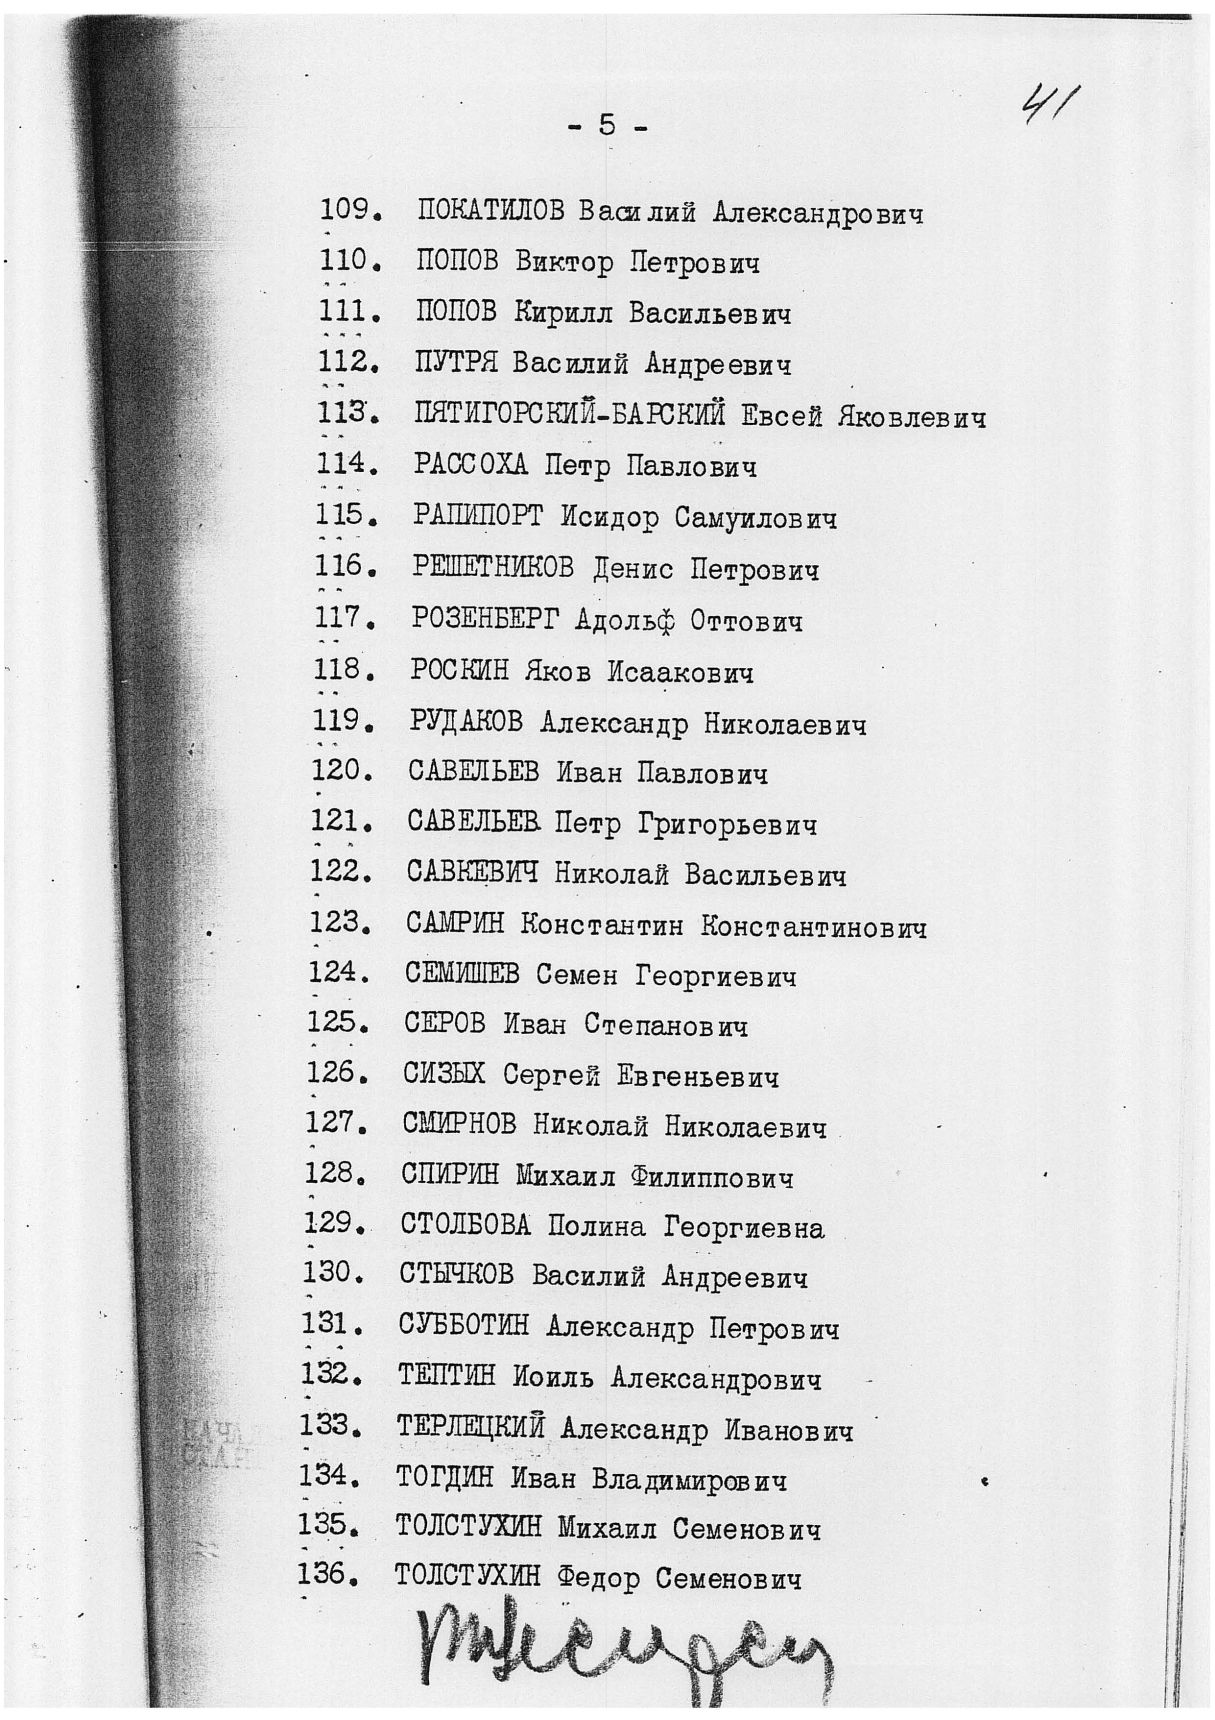 41
- 5 -
109. ПОКАТИЛОВ Василий Александрович
110. ПОПОВ Виктор Петрович
111. ПОПОВ Кирилл Васильевич
112. ПУТРЯ Василий Андреевич
113. ПЯТИГОРСКИЙ-БАРСКИЙ Евсей Яковлевич
114. РАССОХА Петр Павлович
115. РАПИПОРТ Исидор Самуилович
116. РЕШЕТНИКОВ Денис Петрович
117. РОЗЕНБЕРГ Адольф Оттович
118. РОСКИН Яков Исаакович
119. РУДАКОВ Александр Николаевич
120. САВЕЛЬЕВ Иван Павлович
121. САВЕЛЬЕВ Петр Григорьевич
122. САВКЕВИЧ Николай Васильевич
123. САМРИН Константин Константинович
124. СЕМИШЕВ Семен Георгиевич
125. СЕРОВ Иван Степанович
126. СИЗЫХ Сергей Евгеньевич
127. СМИРНОВ Николай Николаевич
128. СПИРИН Михаил Филиппович
129. СТОЛБОВА Полина Георгиевна
130. СТЫЧКОВ Василий Андреевич
131. СУББОТИН Александр Петрович
132. ТЕПТИН Иоиль Александрович
133. ТЕРЛЕЦКИЙ Александр Иванович
134. ТОГДИН Иван Владимирович
135. ТОЛСТУХИН Михаил Семенович
136. ТОЛСТУХИН Федор Семенович